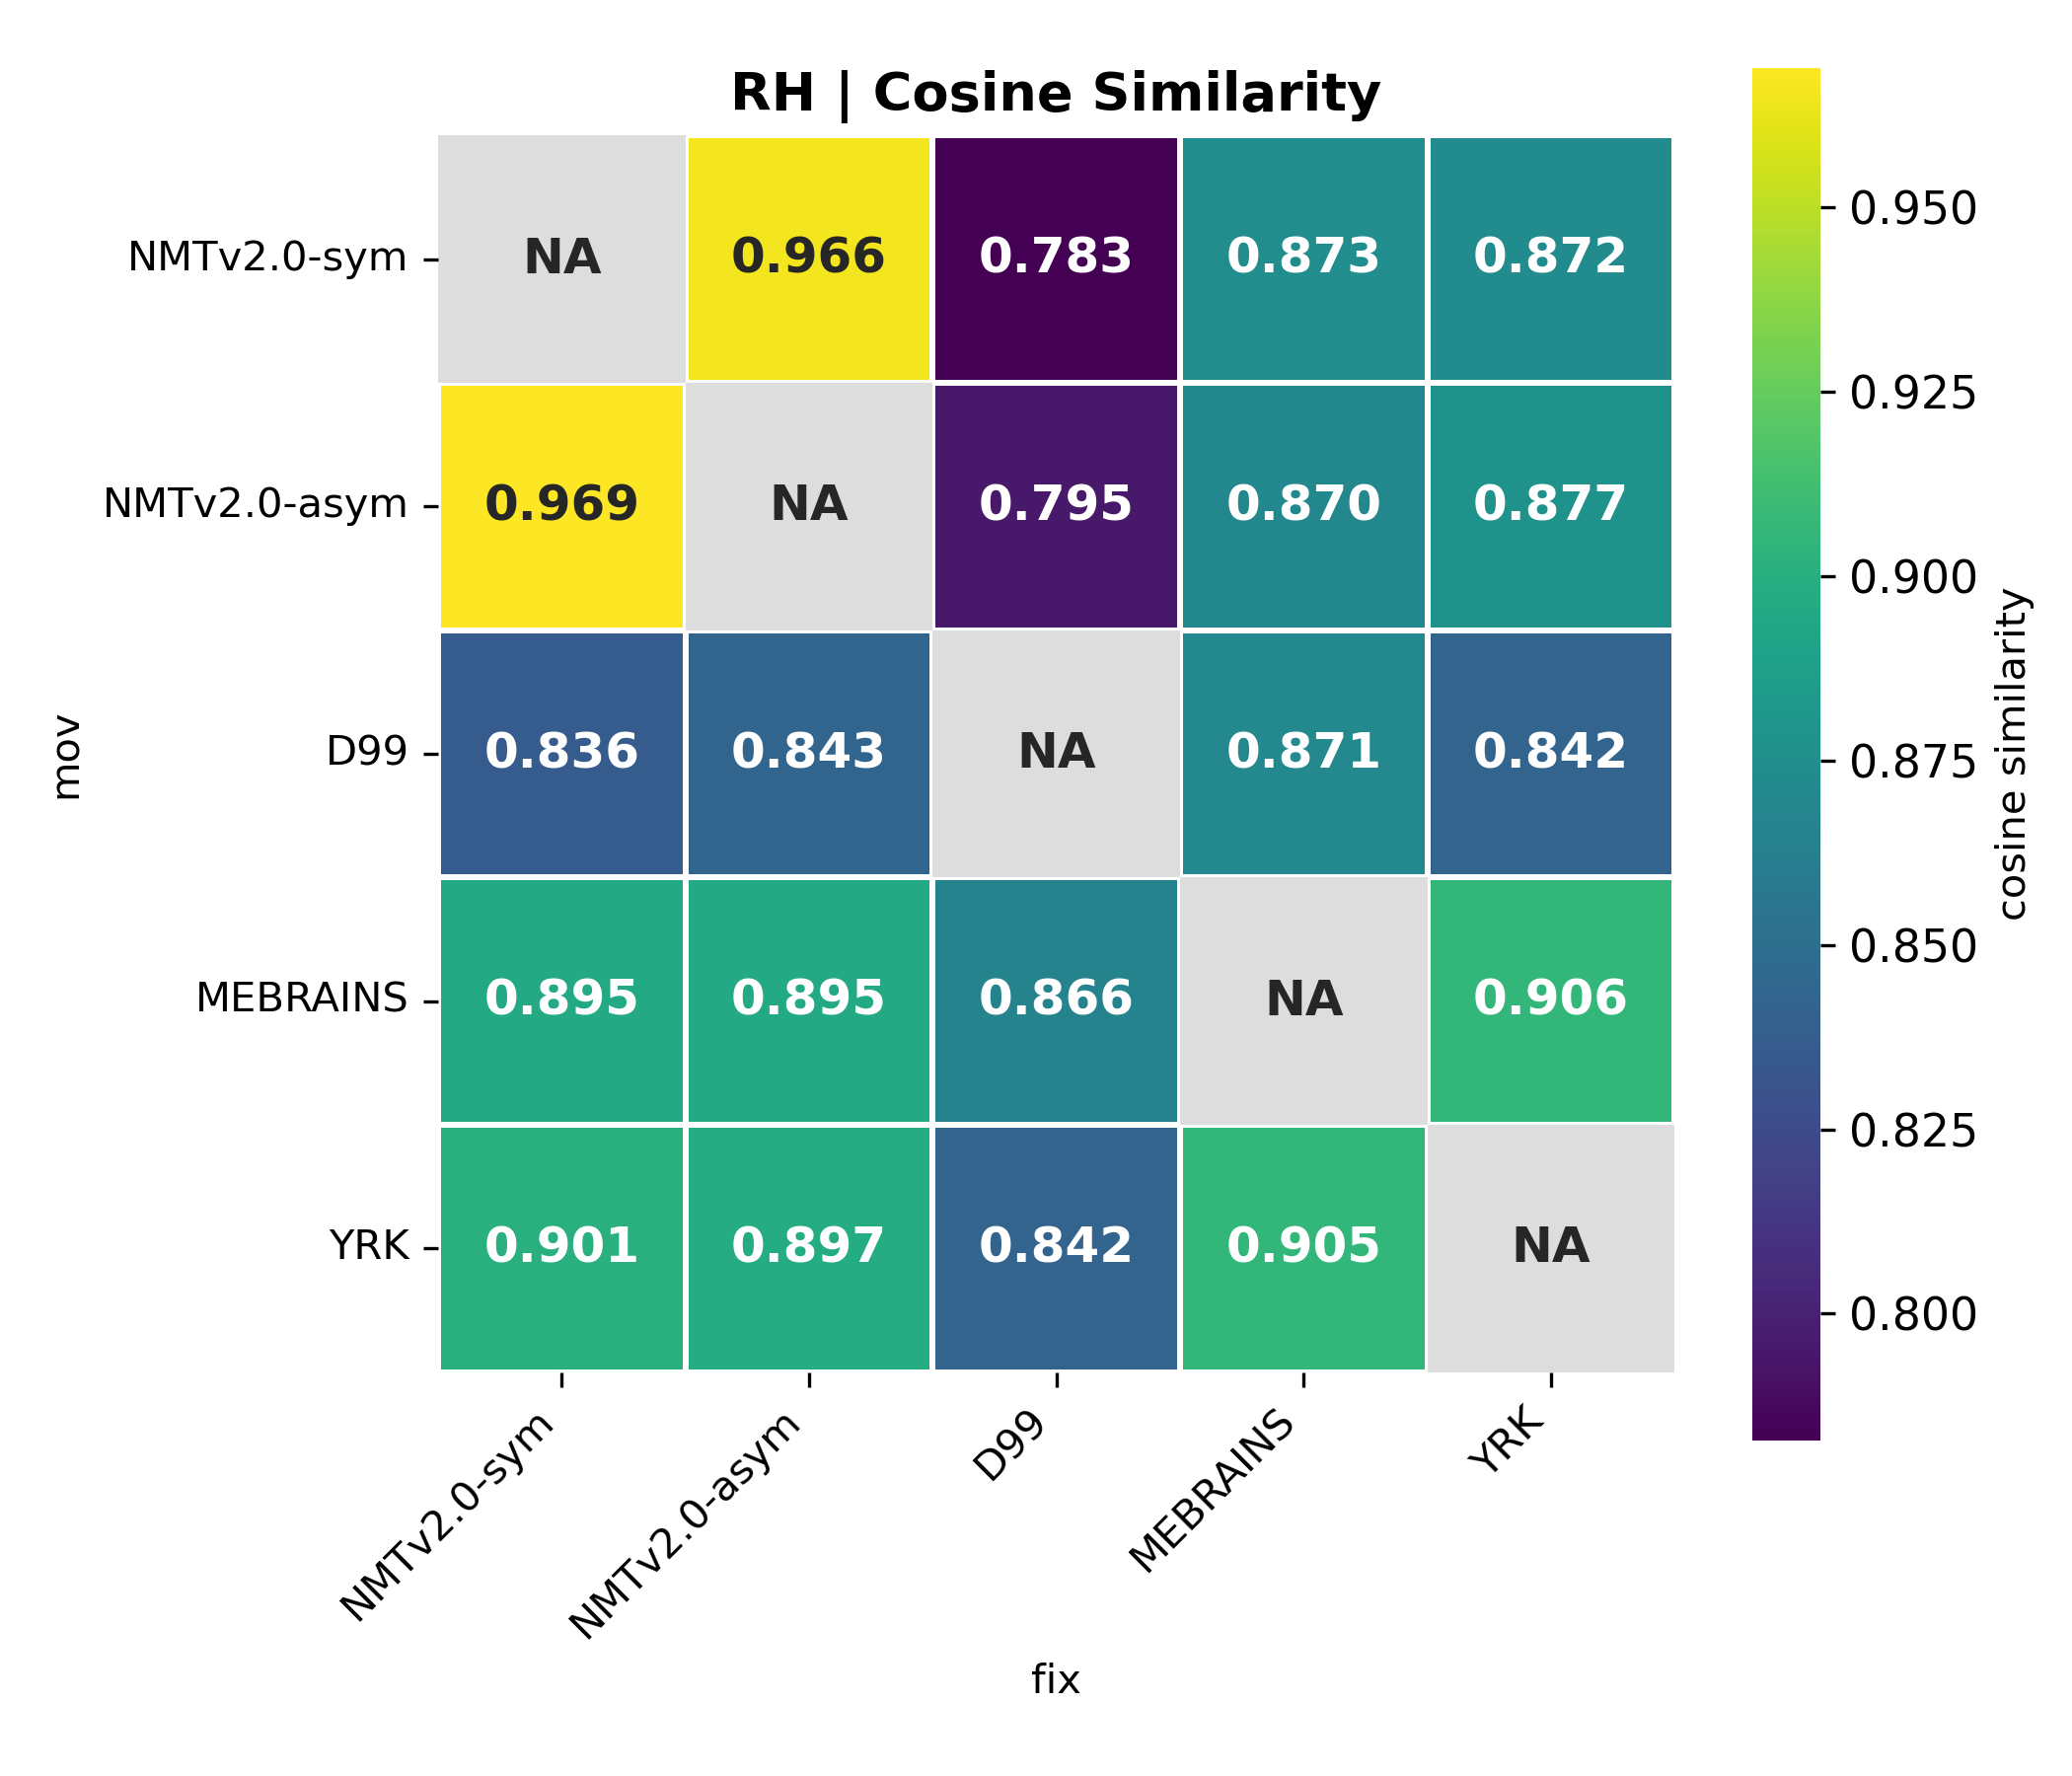 RH | Cosine Similarity
NMTv2.0-sym NA 0.966 0.783 0.873 0.872
NMTv2.0-asym 0.969 NA 0.795 0.870 0.877
D99 0.836 0.843 NA 0.871 0.842
MEBRAINS 0.895 0.895 0.866 NA 0.906
YRK 0.901 0.897 0.842 0.905 NA
mov
NMTv2.0-sym NMTv2.0-asym D99 MEBRAINS YRK
fix
0.950
0.925
0.900
0.875
0.850
0.825
0.800
cosine similarity